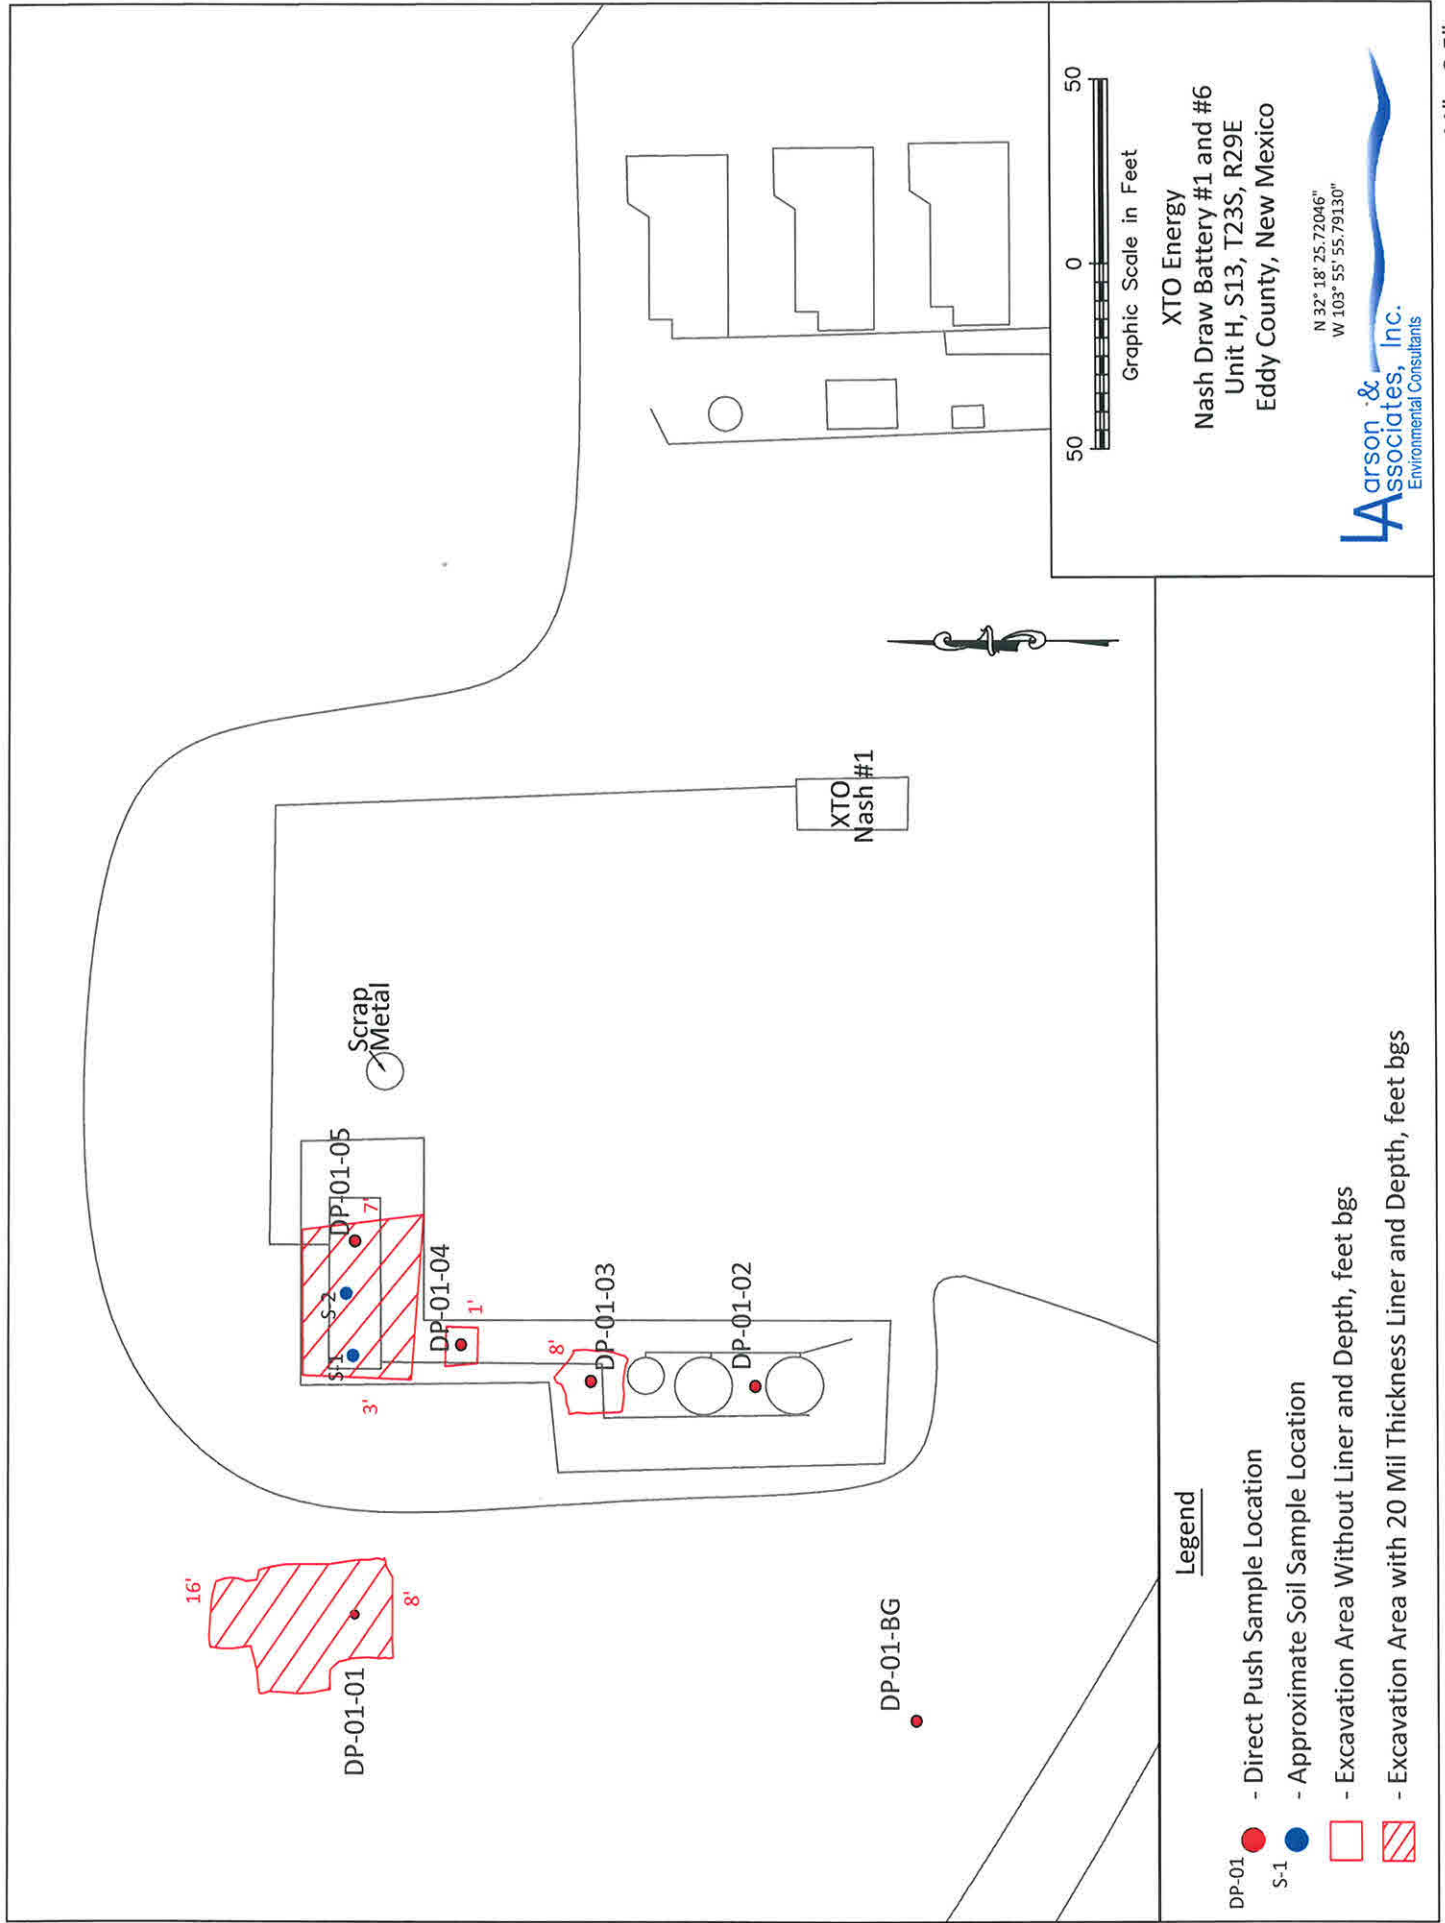 16'
8'
DP-01-01
3'
S-1
S-2
DP-01-05
7'
DP-01-04
1'
8'
DP-01-03
DP-01-02
DP-01-BG
Scrap
Metal
XTO
Nash #1
Legend
DP-01 - Direct Push Sample Location
S-1 - Approximate Soil Sample Location
- Excavation Area Without Liner and Depth, feet bgs
- Excavation Area with 20 Mil Thickness Liner and Depth, feet bgs
50 0 50
Graphic Scale in Feet
XTO Energy
Nash Draw Battery #1 and #6
Unit H, S13, T23S, R29E
Eddy County, New Mexico
N 32° 18' 25.72046"
W 103° 55' 55.79130"
Larson &
Associates, Inc.
Environmental Consultants